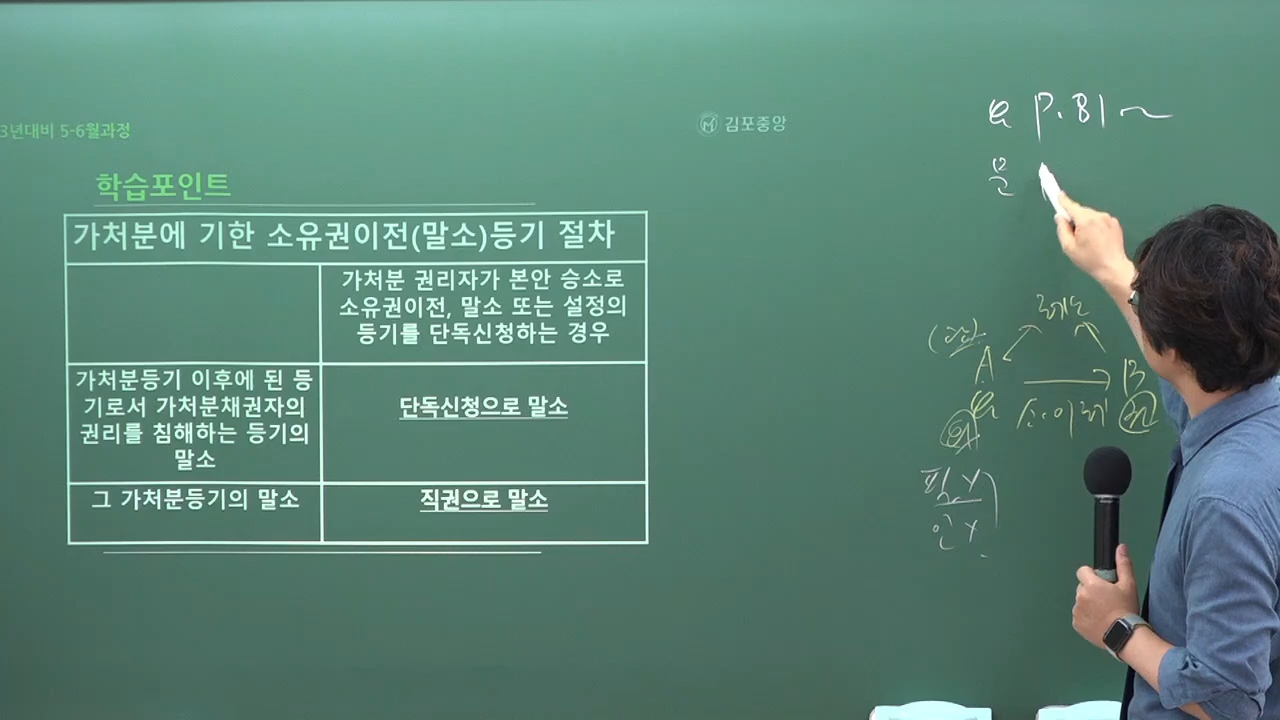 3년대비 5-6월과정
김포중앙
학습포인트
가처분에 기한 소유권이전(말소)등기 절차
가처분 권리자가 본안 승소로
소유권이전, 말소 또는 설정의
등기를 단독신청하는 경우
가처분등기 이후에 된 등
기로서 가처분채권자의
권리를 침해하는 등기의
말소
단독신청으로 말소
그 가처분등기의 말소
직권으로 말소
P. 81 ~
문
A
B